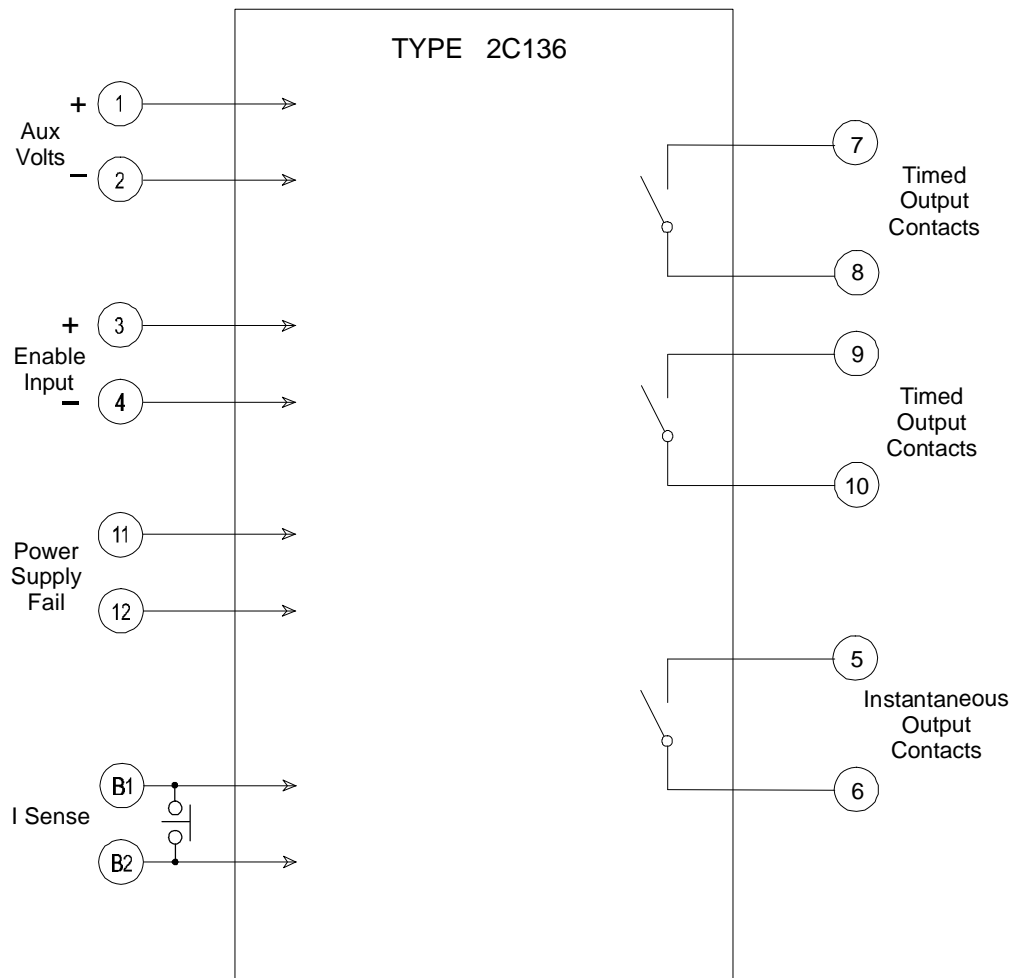 TYPE 2C136
+ 1
Aux
Volts
− 2
+ 3
Enable
Input
− 4
11
Power
Supply
Fail
12
B1
I Sense
B2
7
Timed
Output
Contacts
8
9
Timed
Output
Contacts
10
5
Instantaneous
Output
Contacts
6